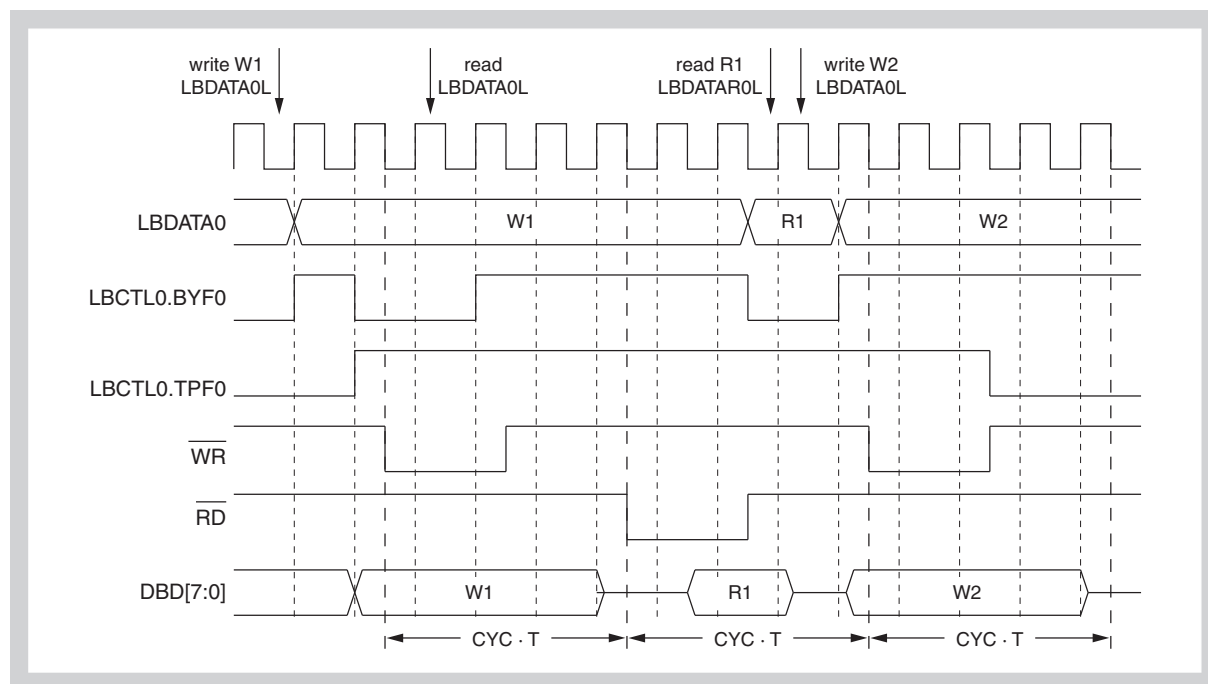 write W1
LBDATA0L
read
LBDATA0L
read R1
LBDATAR0L
write W2
LBDATA0L
LBDATA0 W1 R1 W2
LBCTL0.BYF0
LBCTL0.TPF0
WR
RD
DBD[7:0] W1 R1 W2
CYC · T CYC · T CYC · T